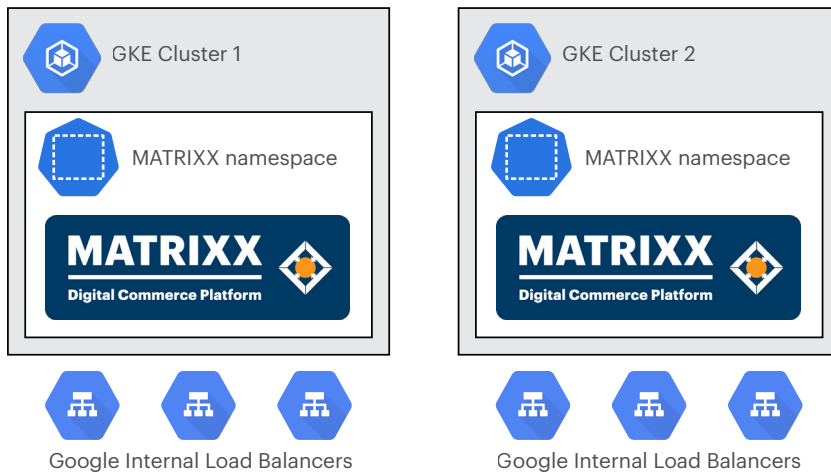 GKE Cluster 1
MATRIXX namespace
MATRIXX
Digital Commerce Platform
Google Internal Load Balancers
GKE Cluster 2
MATRIXX namespace
MATRIXX
Digital Commerce Platform
Google Internal Load Balancers